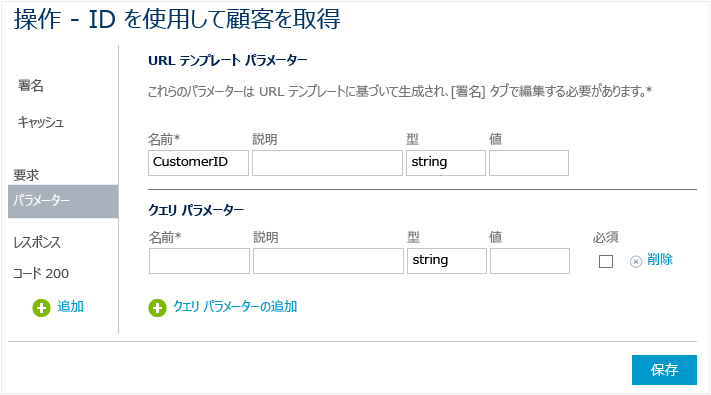 操作 - ID を使用して顧客を取得
署名
キャッシュ
要求
パラメーター
レスポンス
コード 200
追加
URL テンプレート パラメーター
これらのパラメーターは URL テンプレートに基づいて生成され、[署名] タブで編集する必要があります。*
名前* 説明 型 値
CustomerID string
クエリ パラメーター
名前* 説明 型 値 必須
string 削除
クエリ パラメーターの追加
保存